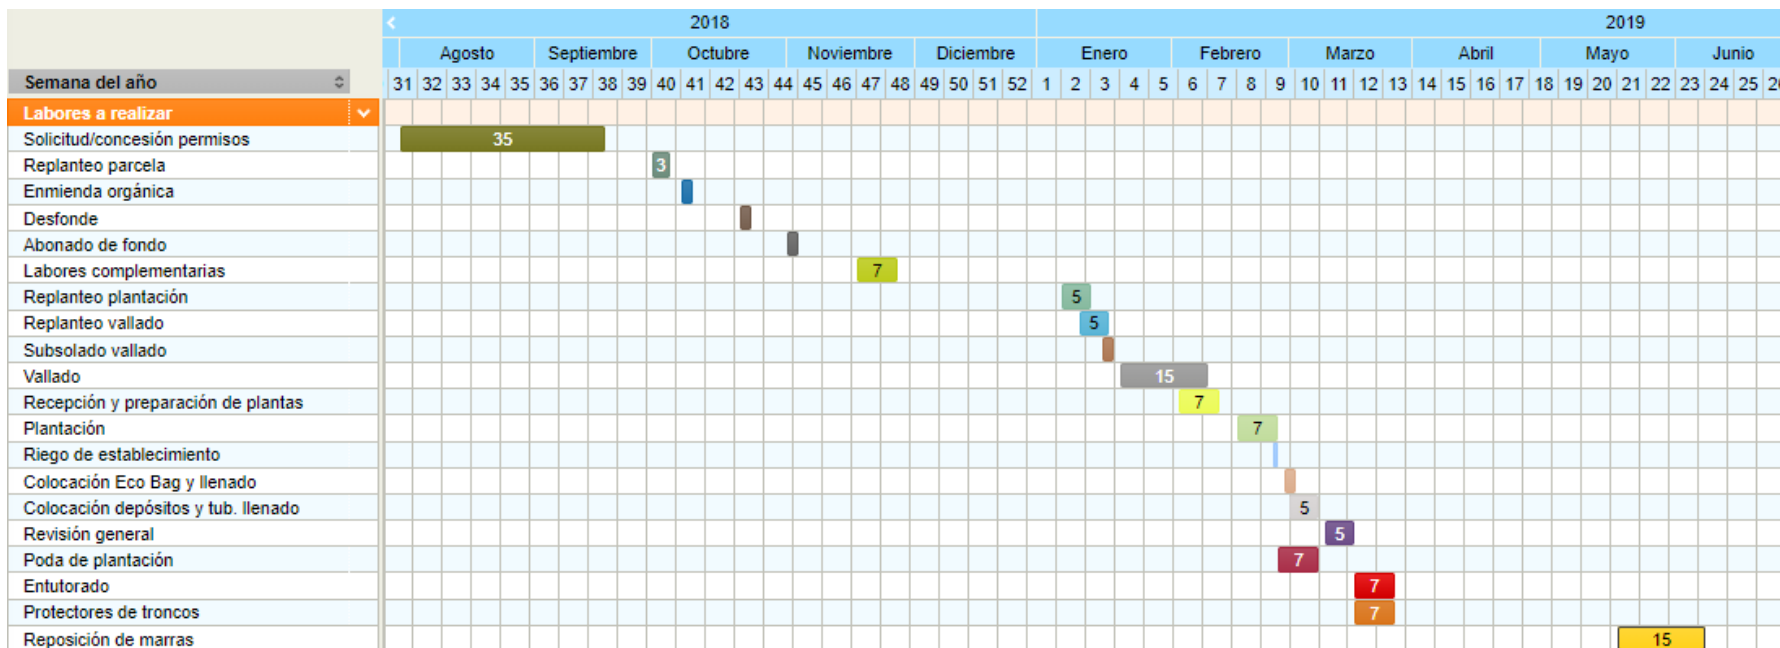 2018 2019
Agosto Septiembre Octubre Noviembre Diciembre Enero Febrero Marzo Abril Mayo Junio
Semana del año 31 32 33 34 35 36 37 38 39 40 41 42 43 44 45 46 47 48 49 50 51 52 1 2 3 4 5 6 7 8 9 10 11 12 13 14 15 16 17 18 19 20 21 22 23 24 25
Labores a realizar
Solicitud/concesión permisos 35
Replanteo parcela 3
Enmienda orgánica
Desfonde
Abonado de fondo
Labores complementarias 7
Replanteo plantación 5
Replanteo vallado 5
Subsolado vallado
Vallado 15
Recepción y preparación de plantas 7
Plantación 7
Riego de establecimiento
Colocación Eco Bag y llenado
Colocación depósitos y tub. llenado 5
Revisión general 5
Poda de plantación 7
Entutorado 7
Protectores de troncos 7
Reposición de marras 15